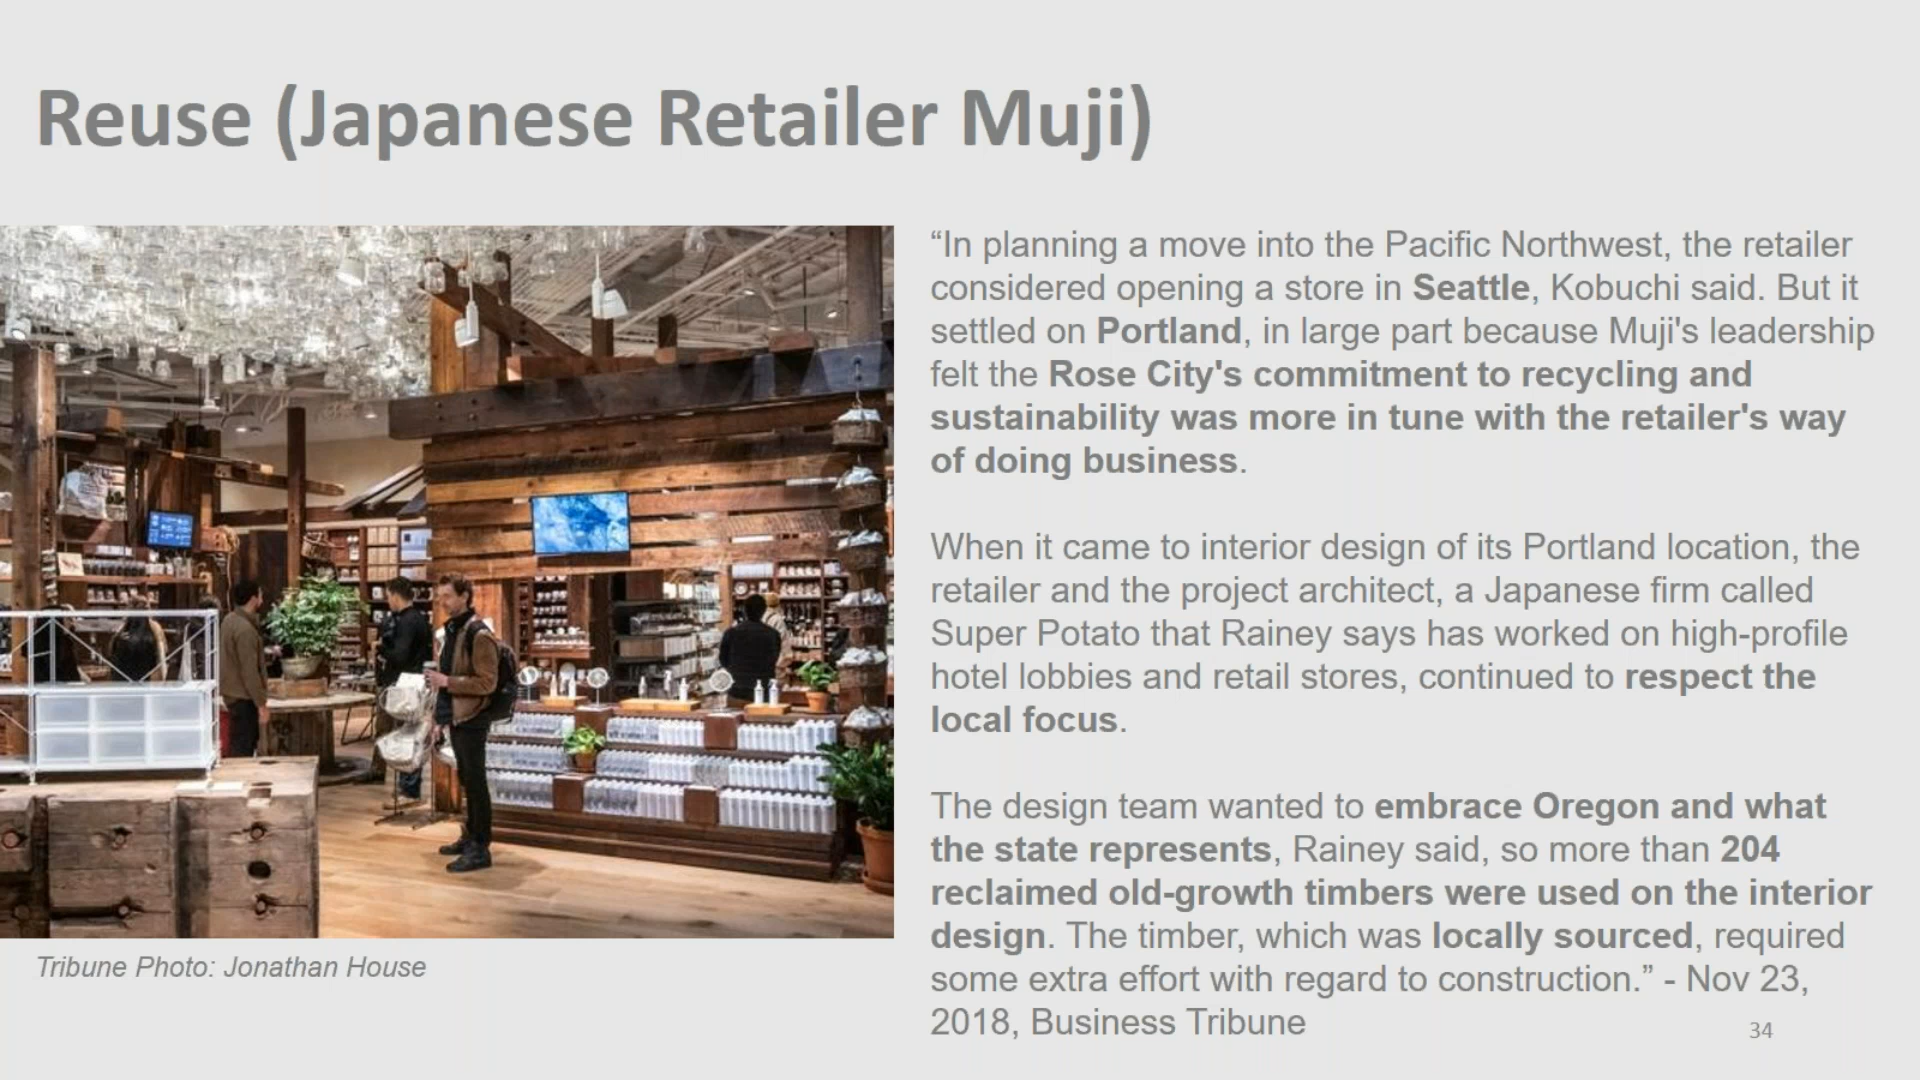 Reuse (Japanese Retailer Muji)
“In planning a move into the Pacific Northwest, the retailer
considered opening a store in Seattle, Kobuchi said. But it
settled on Portland, in large part because Muji's leadership
felt the Rose City's commitment to recycling and
sustainability was more in tune with the retailer's way
of doing business.
When it came to interior design of its Portland location, the
retailer and the project architect, a Japanese firm called
Super Potato that Rainey says has worked on high-profile
hotel lobbies and retail stores, continued to respect the
local focus.
The design team wanted to embrace Oregon and what
the state represents, Rainey said, so more than 204
reclaimed old-growth timbers were used on the interior
design. The timber, which was locally sourced, required
some extra effort with regard to construction.” - Nov 23,
2018, Business Tribune
Tribune Photo: Jonathan House
34